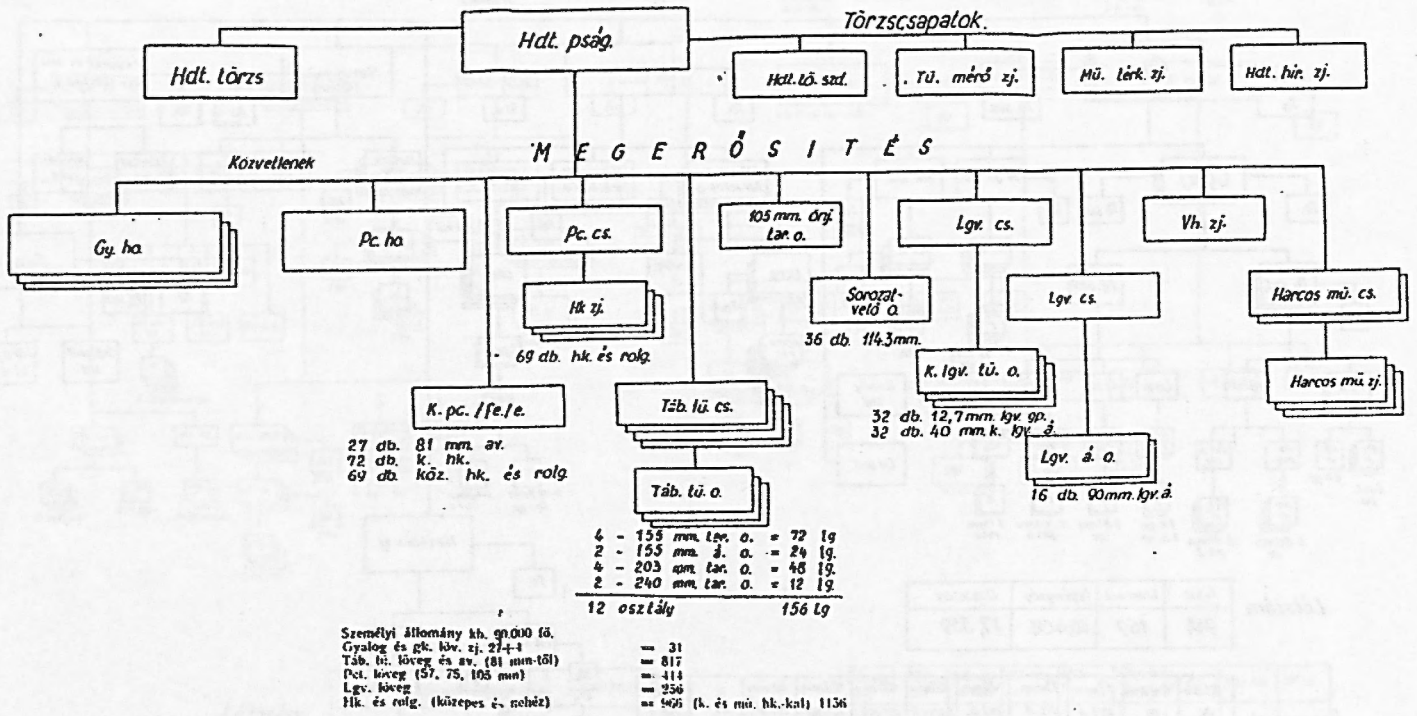 Törzscsapatok.
Hdt. pság.
Hdt. törzs
Hdt. tö. szd.
Tü. mérő zj.
Mü. térk. zj.
Hdt. hír. zj.
MEGERŐSITÉS
Közvetlenek
Gy. ho.
Pc. ho.
Pc. cs.
105 mm. önj.
tar. o.
Lgv. cs.
Vh. zj.
Hk zj.
69 db. hk. és rolg.
Sorozat-
vető o.
36 db. 114.3 mm.
Lgv. cs.
Harcos mü. cs.
K. pc. /fe./e.
27 db. 81 mm. av.
72 db. k. hk.
69 db. köz. hk. és rolg.
Táb. tü. cs.
K. lgv. tü. o.
32 db. 12,7 mm. lgv. gp.
32 db. 40 mm. k. lgv. á.
Harcos mü. zj.
Táb. tü. o.
Lgv. á. o.
16 db. 90 mm. lgv. á.
4 - 155 mm. tar. o. = 72 lg
2 - 155 mm. á. o. = 24 lg.
4 - 203 mm. tar. o. = 48 lg
2 - 240 mm. tar. o. = 12 lg.
12 osztály 156 lg
Személyi állomány kb. 90.000 fő.
Gyalog és gk. löv. zj. 27+4 = 31
Táb. tü. löveg és av. (81 mm-től) = 817
Pct. löveg (57, 75, 105 mm) = 414
Lgv. löveg = 256
Hk. és rolg. (közepes és nehéz) = 966 (k. és mü. hk.-kal) 1136
Létszám